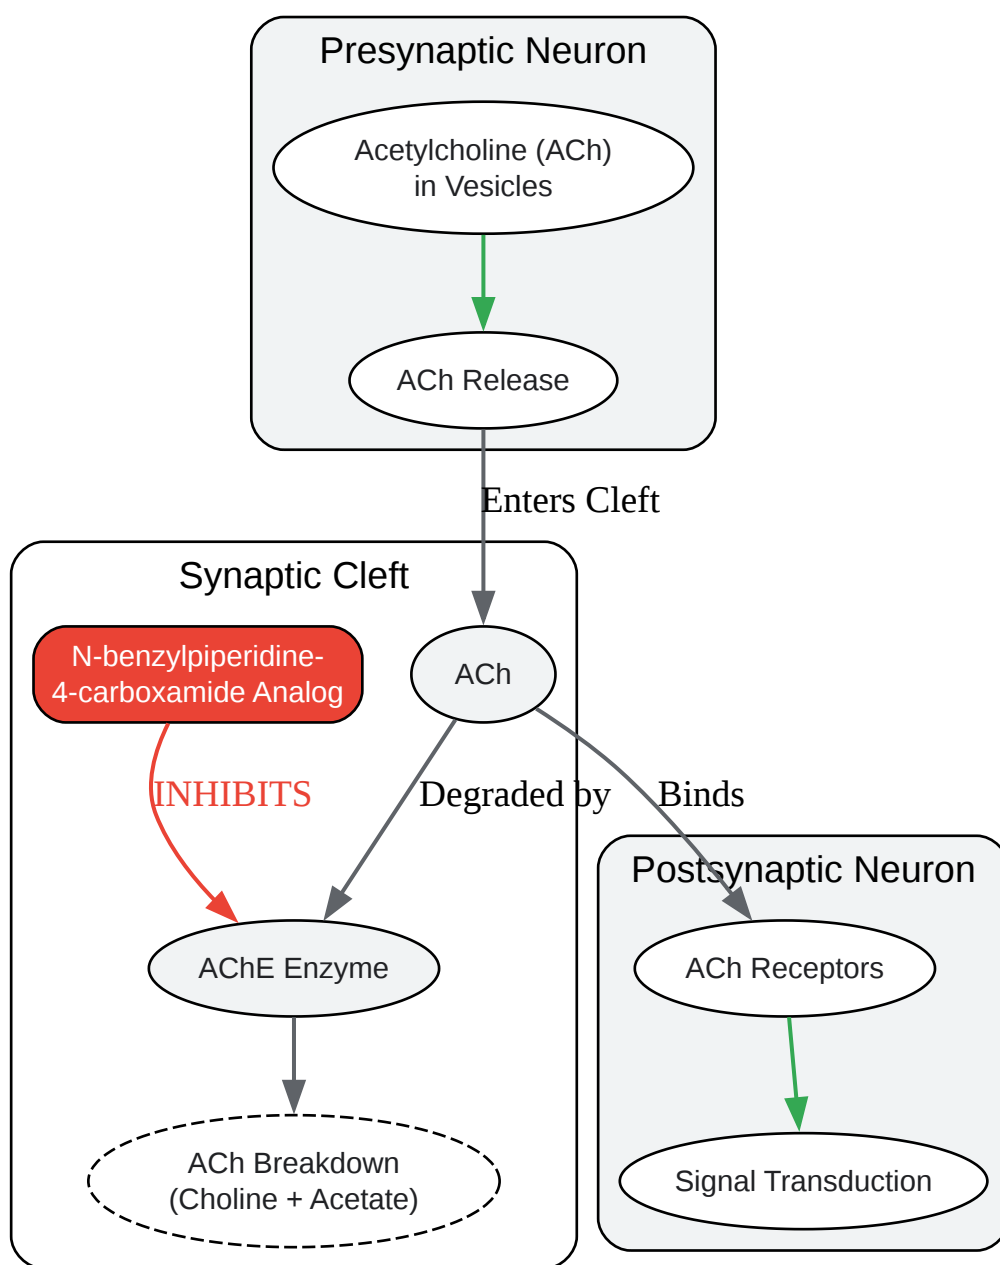 Presynaptic Neuron
Acetylcholine (ACh)
in Vesicles
ACh Release
Enters Cleft
Synaptic Cleft
N-benzylpiperidine-
4-carboxamide Analog
ACh
INHIBITS
Degraded by
Binds
Postsynaptic Neuron
AChE Enzyme
ACh Receptors
ACh Breakdown
(Choline + Acetate)
Signal Transduction